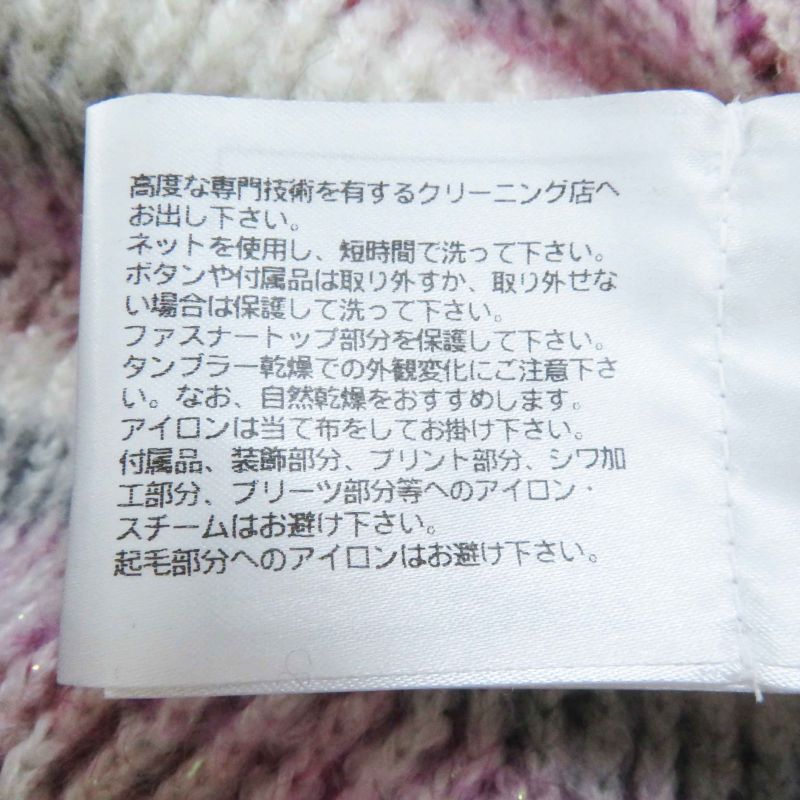 高度な専門技術を有するクリーニング店へ
お出し下さい。
ネットを使用し、短時間で洗って下さい。
ボタンや付属品は取り外すか、取り外せな
い場合は保護して洗って下さい。
ファスナートップ部分を保護して下さい。
タンブラー乾燥での外観変化にご注意下さ
い。なお、自然乾燥をおすすめします。
アイロンは当て布をしてお掛け下さい。
付属品、装飾部分、プリント部分、シワ加
工部分、プリーツ部分等へのアイロン・
スチームはお避け下さい。
起毛部分へのアイロンはお避け下さい。